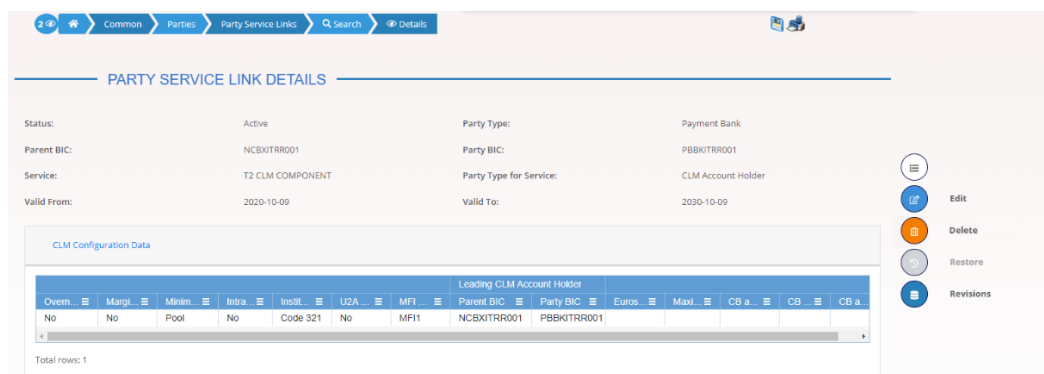 2 Common Parties Party Service Links Search Details
PARTY SERVICE LINK DETAILS
Status: Active Party Type: Payment Bank
Parent BIC: NCBXITRR001 Party BIC: PBBKITRR001
Service: T2 CLM COMPONENT Party Type for Service: CLM Account Holder
Valid From: 2020-10-09 Valid To: 2030-10-09
Edit
Delete
Restore
Revisions
CLM Configuration Data
Leading CLM Account Holder
Overn... Margi... Minim... Intra... Instit... U2A ... MFI ... Parent BIC Party BIC Euros... Maxi... CB a... CB ... CB a...
No No Pool No Code 321 No MFI1 NCBXITRR001 PBBKITRR001
Total rows: 1